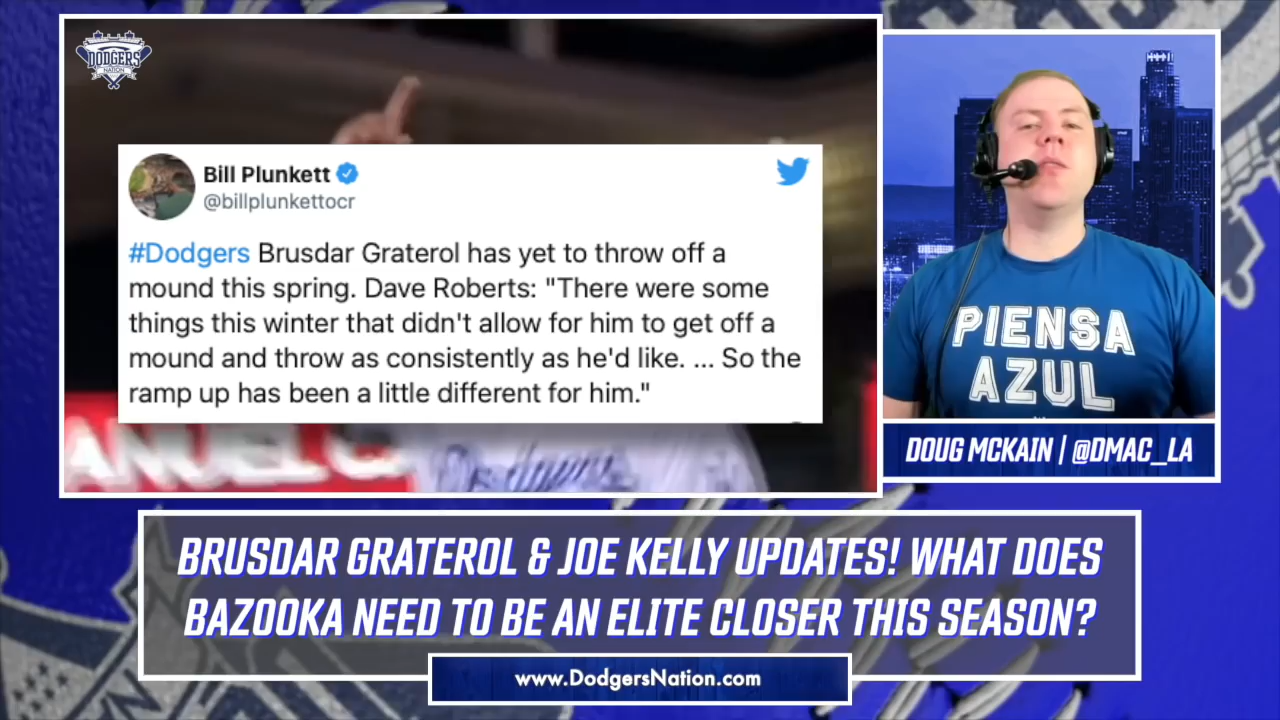 DODGERS
NATION
Bill Plunkett
@billplunkettocr
#Dodgers Brusdar Graterol has yet to throw off a
mound this spring. Dave Roberts: "There were some
things this winter that didn't allow for him to get off a
mound and throw as consistently as he'd like. ... So the
ramp up has been a little different for him."
ANUEL C
Dodgers
PIENSA
AZUL
DOUG MCKAIN | @DMAC_LA
BRUSDAR GRATEROL & JOE KELLY UPDATES! WHAT DOES
BAZOOKA NEED TO BE AN ELITE CLOSER THIS SEASON?
www.DodgersNation.com